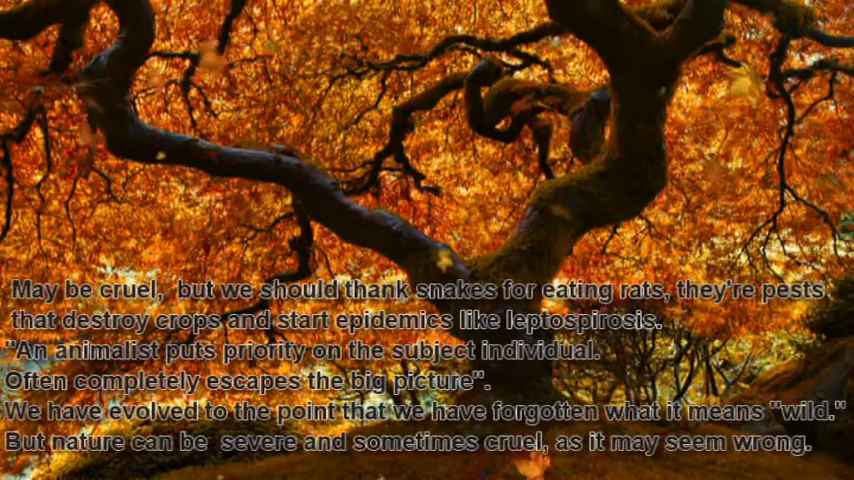 May be cruel,  but we should thank snakes for eating rats, they're pests
that destroy crops and start epidemics like leptospirosis.
"An animalist puts priority on the subject individual.
Often completely escapes the big picture".
We have evolved to the point that we have forgotten what it means "wild."
But nature can be  severe and sometimes cruel, as it may seem wrong.